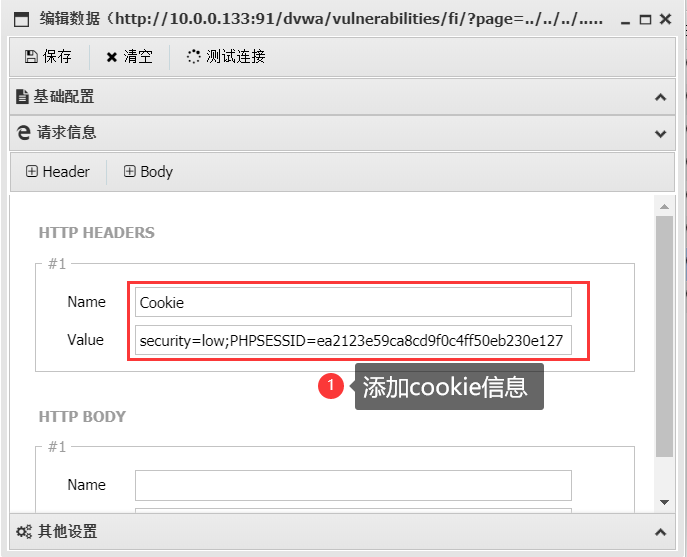 编辑数据（http://10.0.0.133:91/dvwa/vulnerabilities/fi/?page=../../../.....
保存 清空 测试连接
基础配置
请求信息
Header Body
HTTP HEADERS
#1
Name Cookie
Value security=low;PHPSESSID=ea2123e59ca8cd9f0c4ff50eb230e127
1 添加cookie信息
HTTP BODY
#1
Name
其他设置